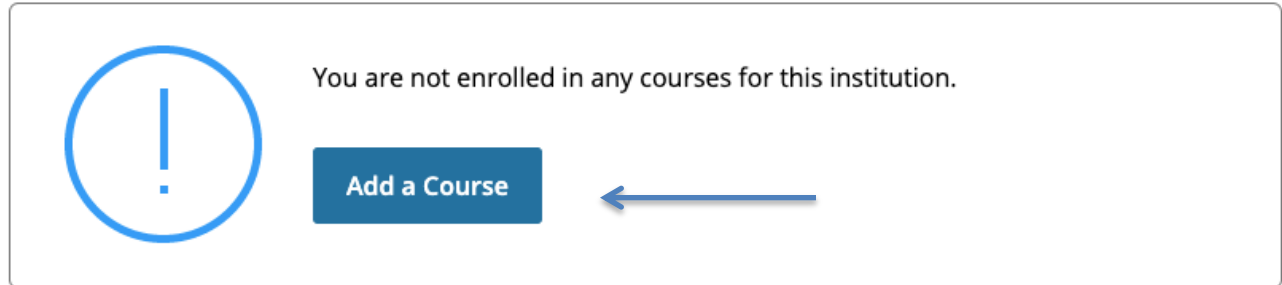 You are not enrolled in any courses for this institution.
Add a Course